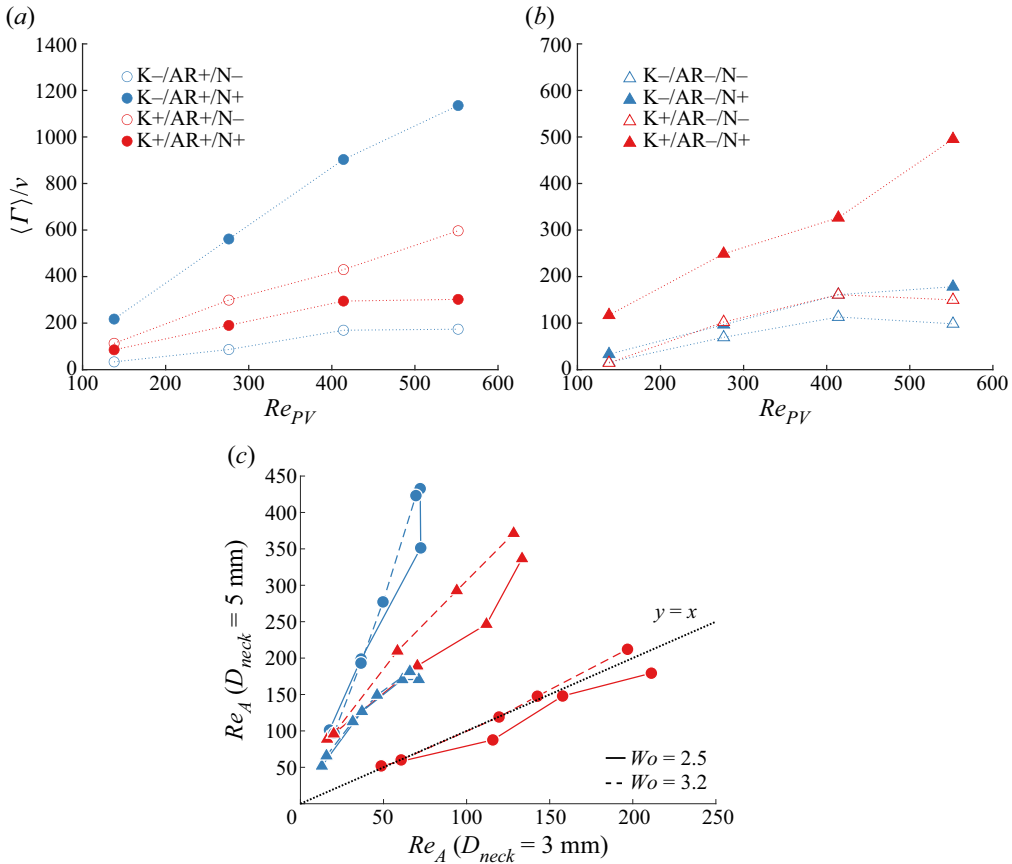 (a)
1400
1200
1000
800
600
400
200
0
⟨Γ⟩/ν
K–/AR+/N–
K–/AR+/N+
K+/AR+/N–
K+/AR+/N+
100 200 300 400 500 600
Re_PV
(b)
700
600
500
400
300
200
100
0
K–/AR–/N–
K–/AR–/N+
K+/AR–/N–
K+/AR–/N+
100 200 300 400 500 600
Re_PV
(c)
450
400
350
300
250
200
150
100
50
Re_A (D_neck = 5 mm)
y = x
Wo = 2.5
Wo = 3.2
0 50 100 150 200 250
Re_A (D_neck = 3 mm)